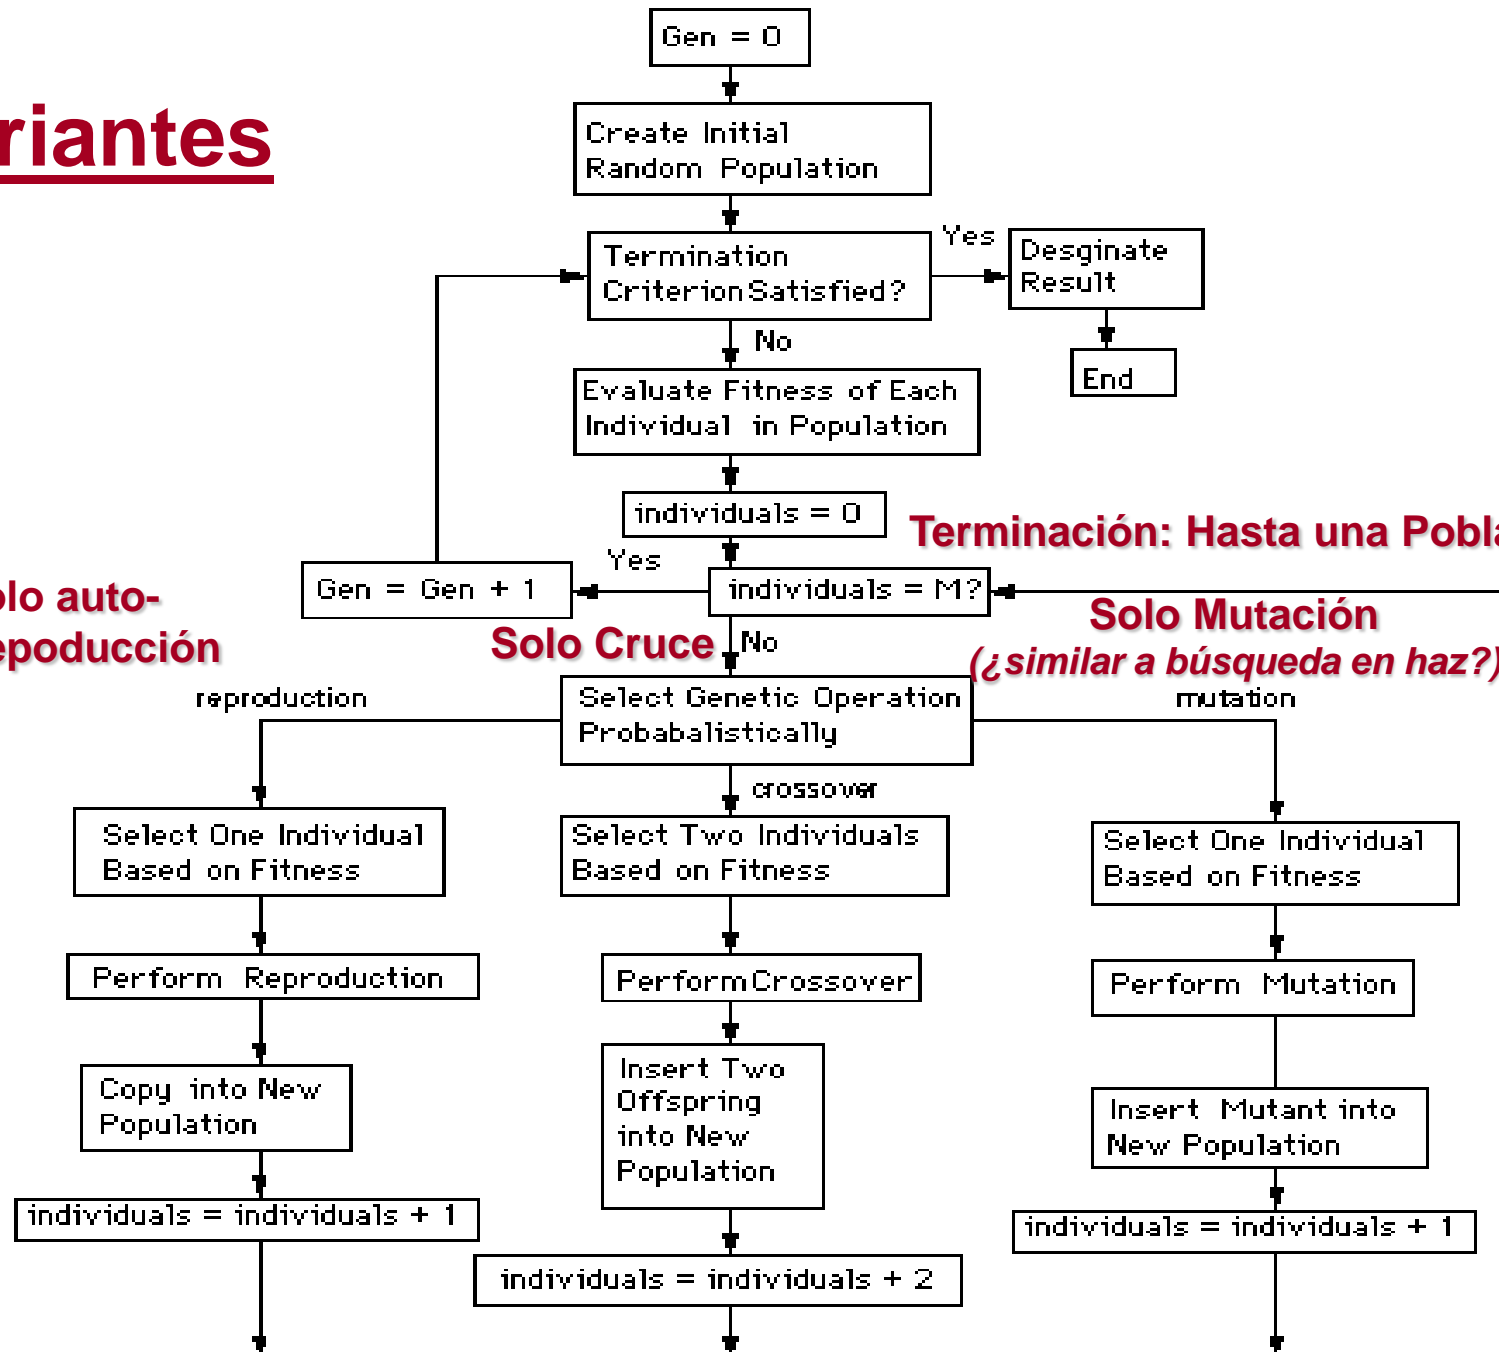 Gen = 0
riantes
Create Initial
Random Population
Termination
Criterion Satisfied?
Yes
Desginate
Result
No
End
Evaluate Fitness of Each
Individual in Population
individuals = 0
Terminación: Hasta una Pobla
Yes
Gen = Gen + 1
individuals = M?
olo auto-
epoducción
Solo Cruce
No
Solo Mutación
(¿similar a búsqueda en haz?)
reproduction
Select Genetic Operation
Probabalistically
mutation
crossover
Select One Individual
Based on Fitness
Select Two Individuals
Based on Fitness
Select One Individual
Based on Fitness
Perform Reproduction
Perform Crossover
Perform Mutation
Copy into New
Population
Insert Two
Offspring
into New
Population
Insert Mutant into
New Population
individuals = individuals + 1
individuals = individuals + 2
individuals = individuals + 1